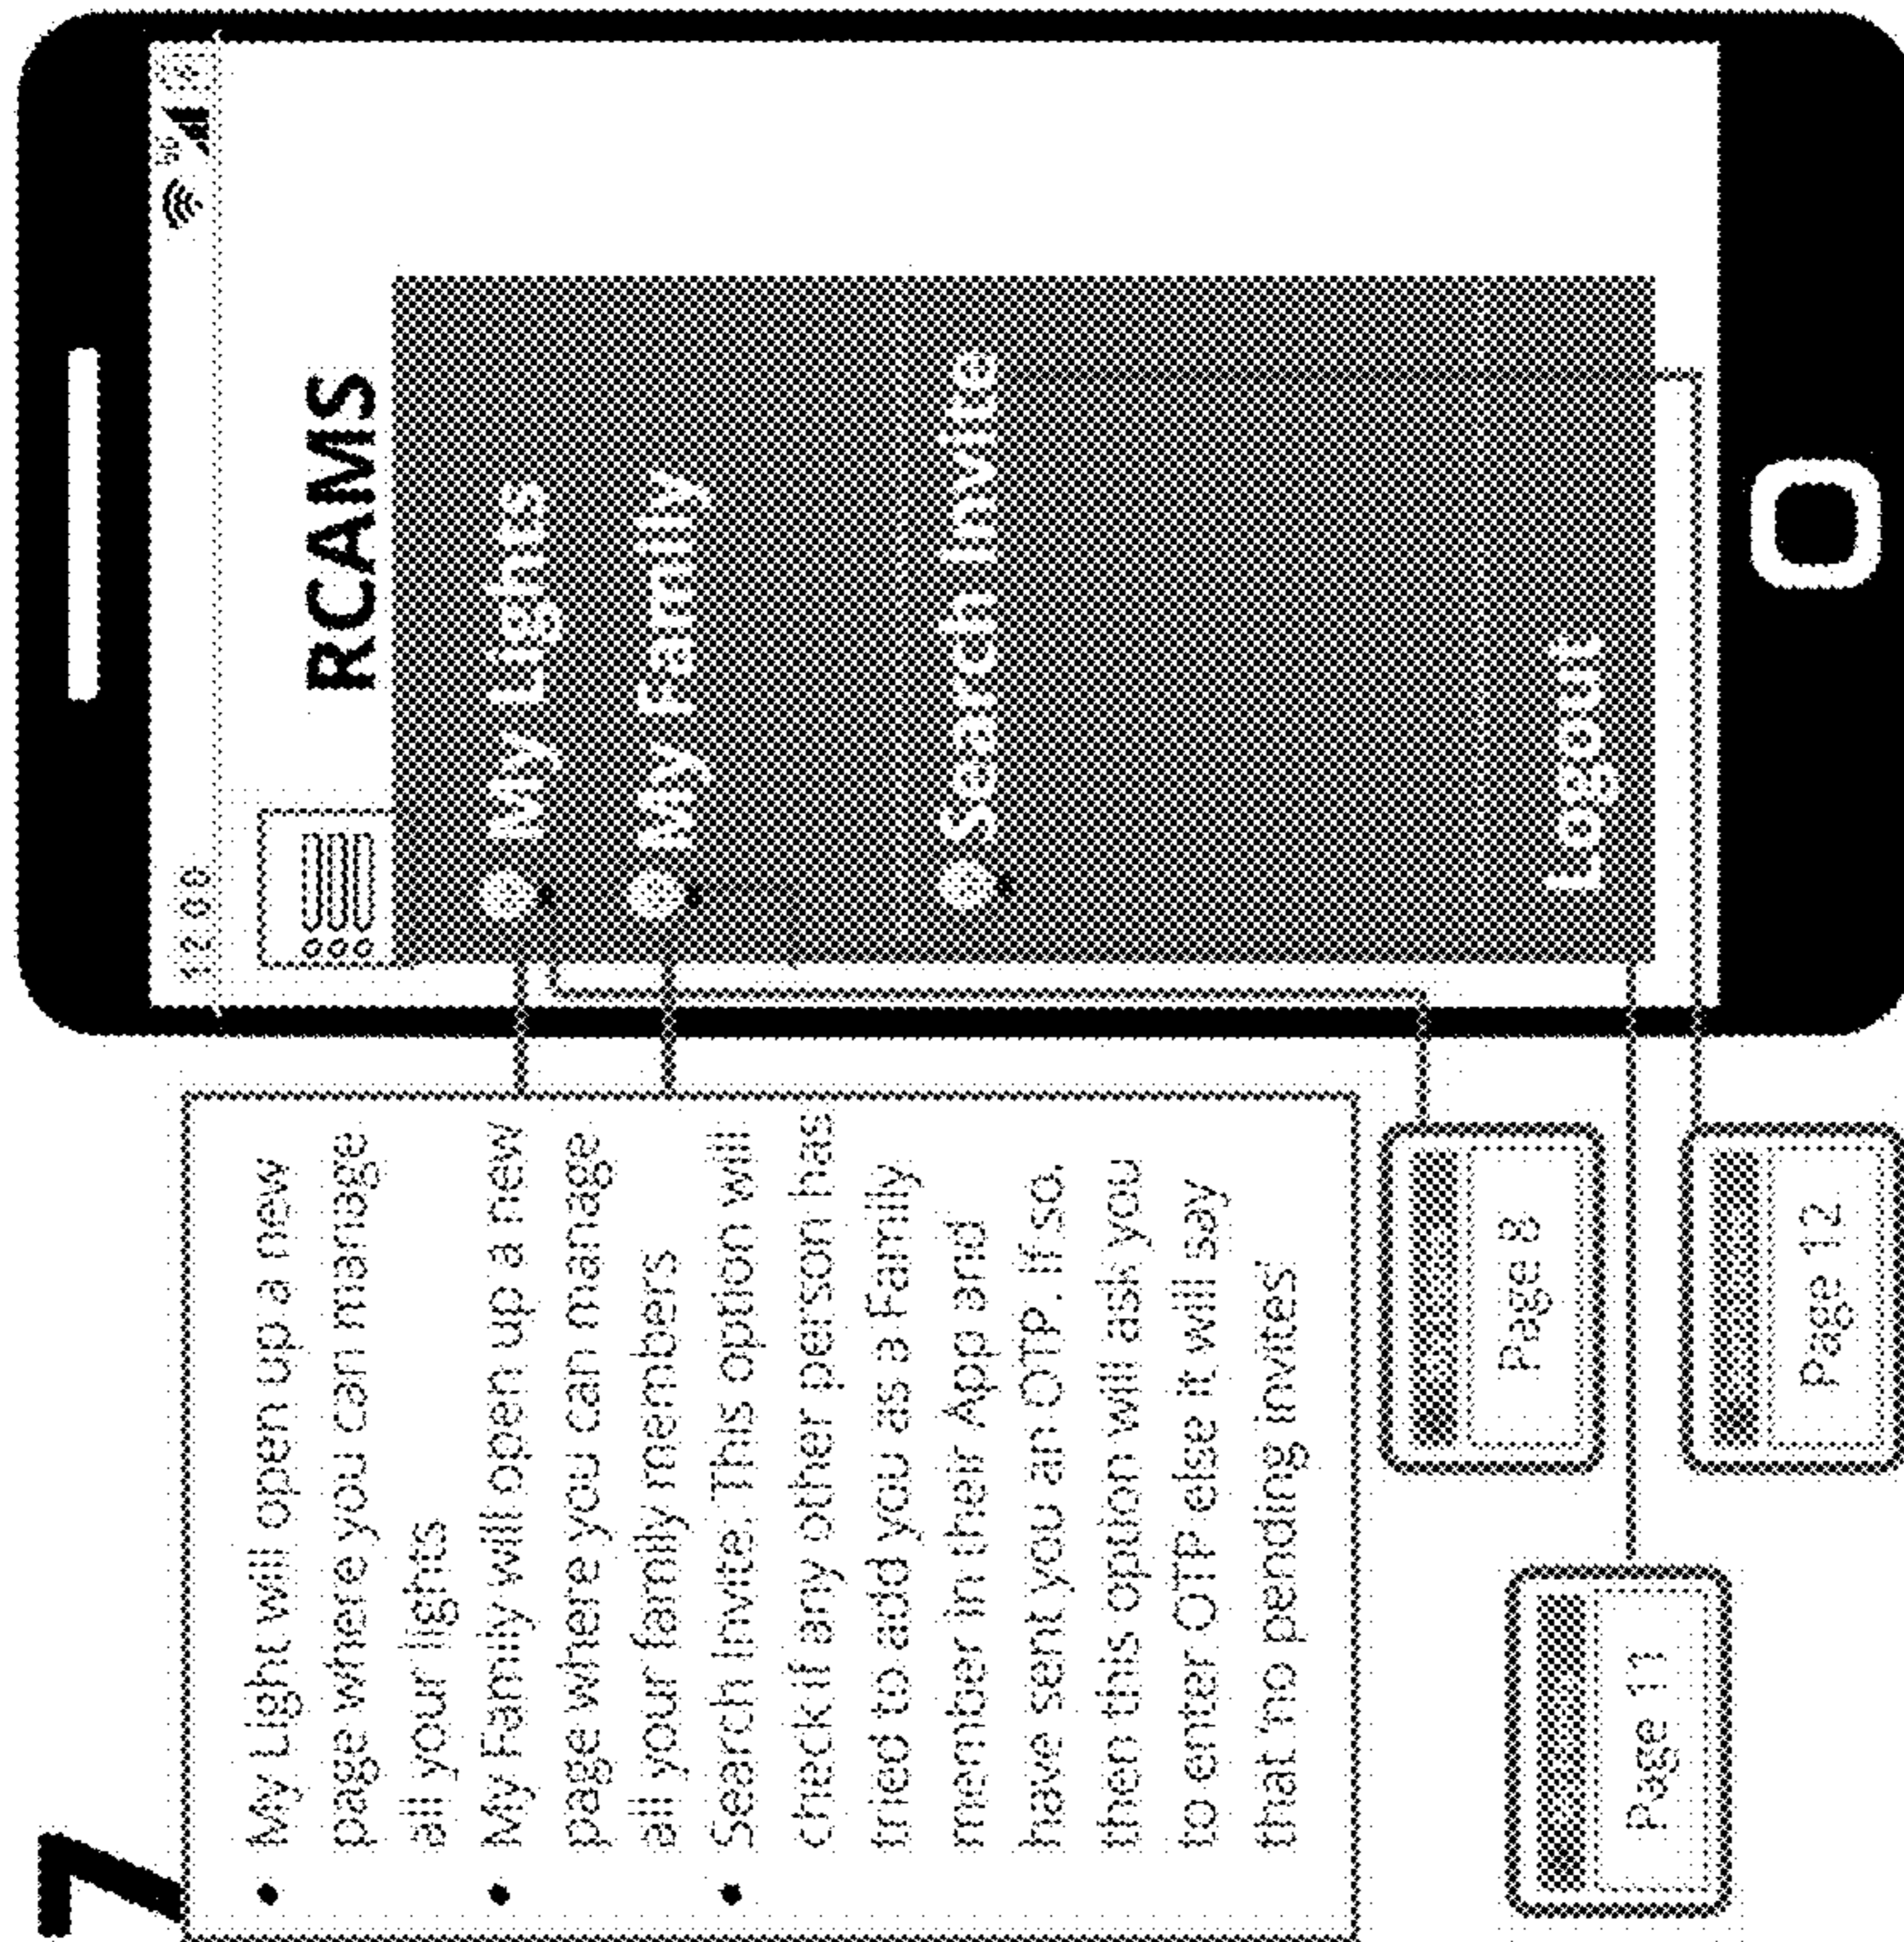 7
• My Light will open up a new
page where you can manage
all your lights
• My Family will open up a new
page where you can manage
all your family members
• Search Invite: This option will
check if any other person has
tried to add you as a Family
member in their App and
have sent you an OTP. If so,
then this option will ask you
to enter OTP else it will say
that 'no pending invites'
Page 11
Page 8
Page 12
12:00
5G
RCAMS
My Lights
My Family
Search Invite
Logout